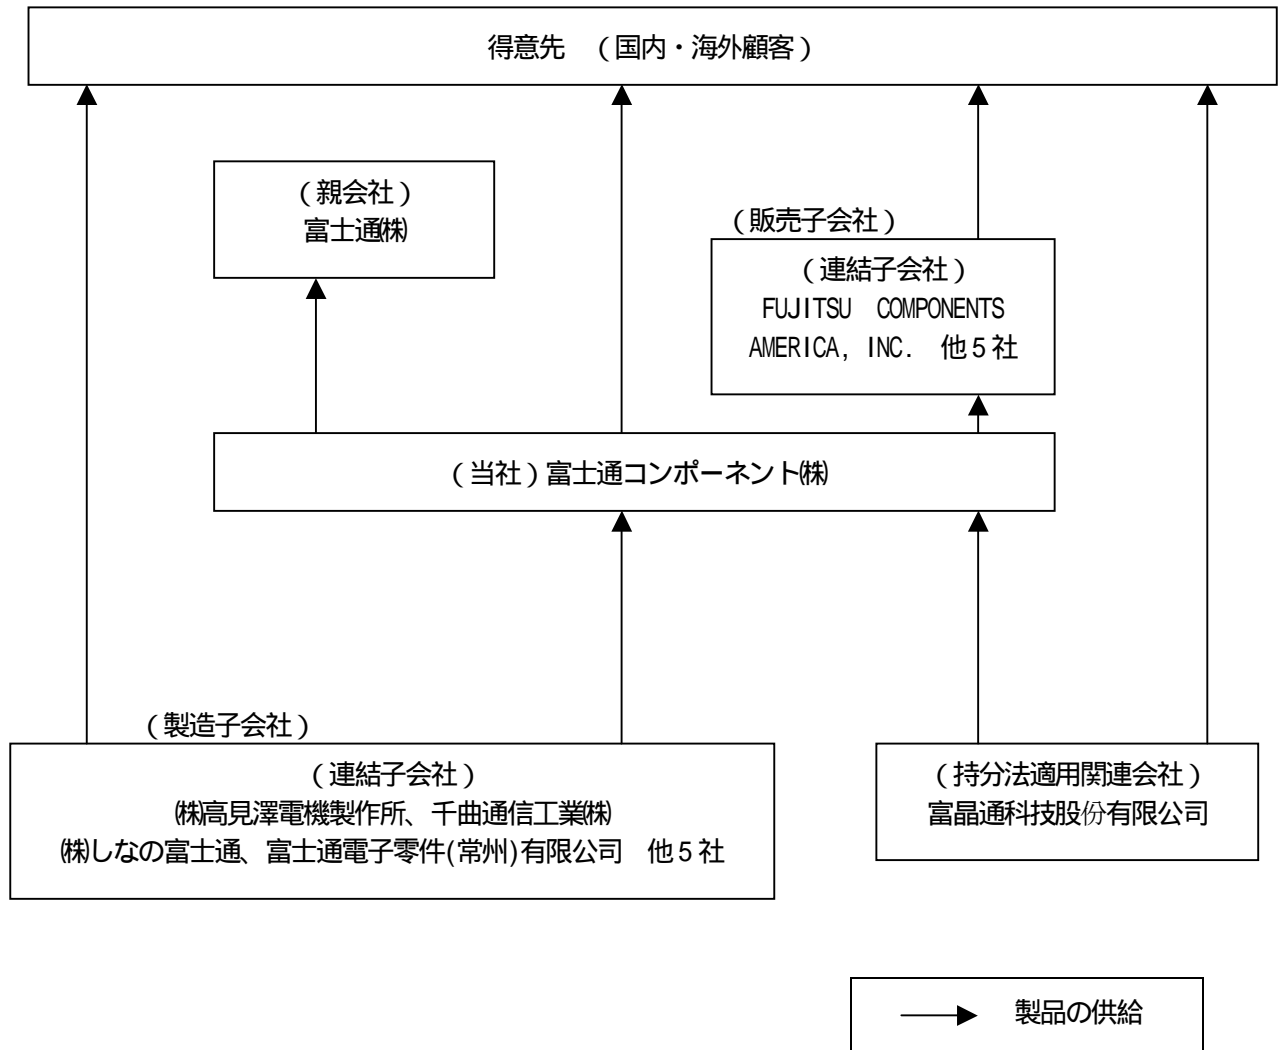 得意先　（国内・海外顧客）
（親会社）
富士通㈱
（販売子会社）
（連結子会社）
FUJITSU　COMPONENTS
AMERICA, INC.　他５社
（当社）富士通コンポーネント㈱
（製造子会社）
（連結子会社）
㈱高見澤電機製作所、千曲通信工業㈱
㈱しなの富士通、富士通電子零件(常州)有限公司　他５社
（持分法適用関連会社）
富晶通科技股份有限公司
製品の供給